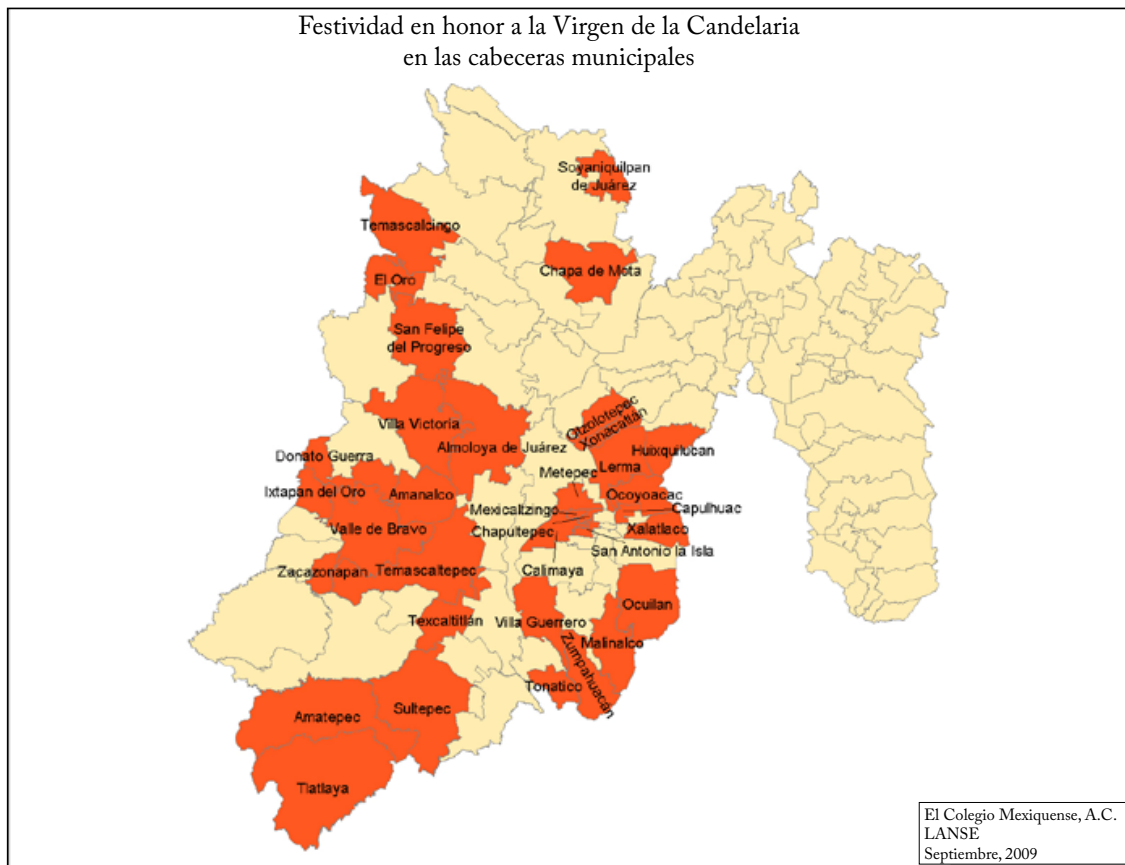 Festividad en honor a la Virgen de la Candelaria
en las cabeceras municipales
Soyaniquilpan
de Juárez
Temascalcingo
Chapa de Mota
El Oro
San Felipe
del Progreso
Villa Victoria
Otzolotepec
Xonacatlán
Almoloya de Juárez
Huixquilucan
Donato Guerra
Metepec
Lerma
Ixtapan del Oro
Amanalco
Ocoyoacac
Mexicaltzingo
Capulhuac
Valle de Bravo
Chapultepec
Xalatlaco
San Antonio la Isla
Zacazonapan
Temascaltepec
Calimaya
Ocuilan
Texcaltitlán
Villa Guerrero
Malinalco
Zumpahuacán
Tonatico
Sultepec
Amatepec
Tlatlaya
El Colegio Mexiquense, A.C.
LANSE
Septiembre, 2009